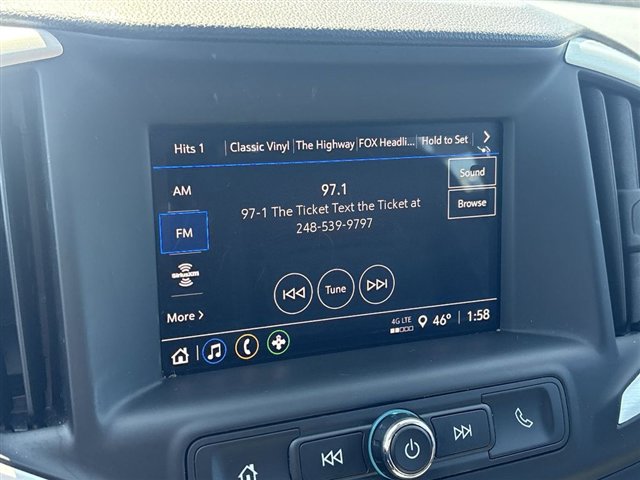 Hits 1 Classic Vinyl The Highway FOX Headli... Hold to Set
AM
97.1
Sound
FM
97-1 The Ticket Text the Ticket at
248-539-9797
Browse
SiriusXM
Tune
More
4G LTE 46° 1:58